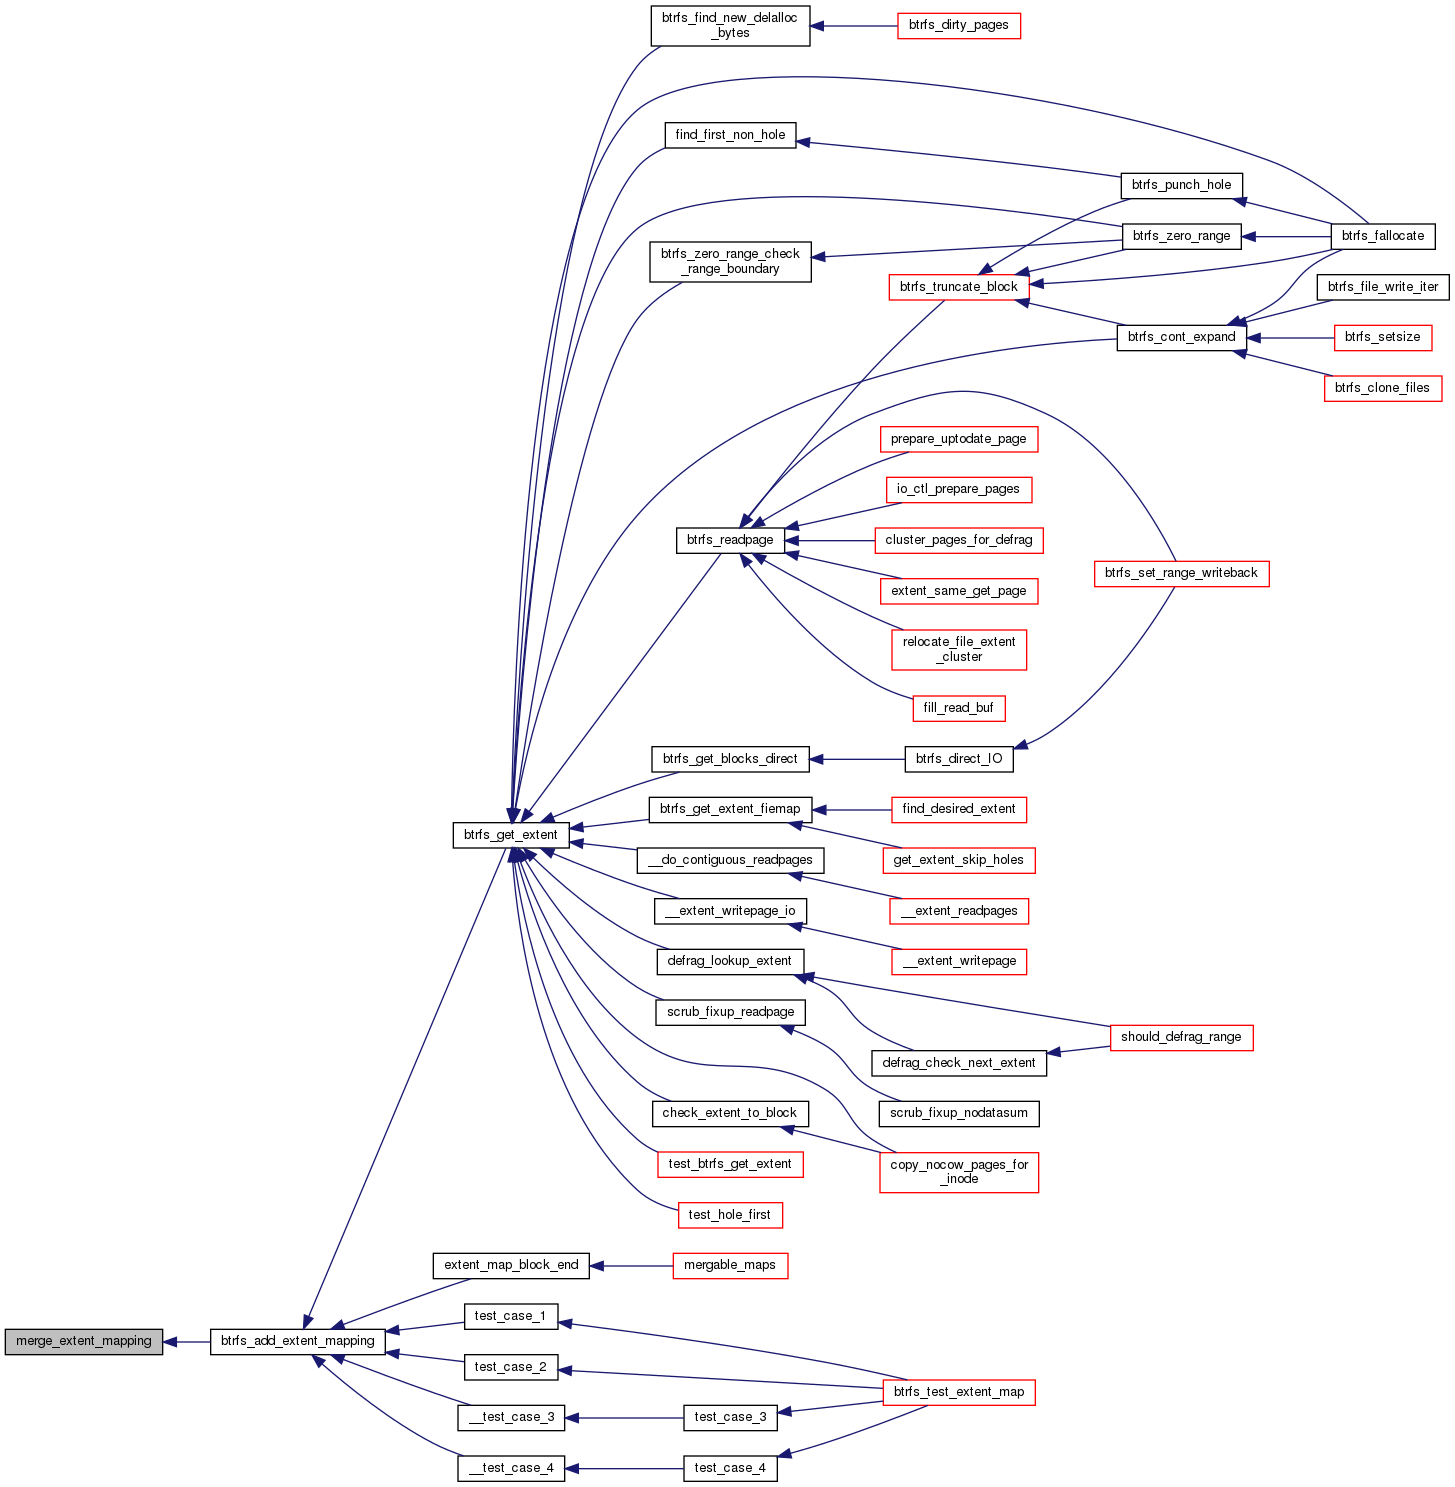 btrfs_find_new_delalloc
_bytes
btrfs_dirty_pages
find_first_non_hole
btrfs_punch_hole
btrfs_zero_range
btrfs_fallocate
btrfs_zero_range_check
_range_boundary
btrfs_truncate_block
btrfs_file_write_iter
btrfs_cont_expand
btrfs_setsize
btrfs_clone_files
prepare_uptodate_page
io_ctl_prepare_pages
btrfs_readpage
cluster_pages_for_defrag
btrfs_set_range_writeback
extent_same_get_page
relocate_file_extent
_cluster
fill_read_buf
btrfs_get_blocks_direct
btrfs_direct_IO
btrfs_get_extent_fiemap
find_desired_extent
btrfs_get_extent
__do_contiguous_readpages
get_extent_skip_holes
__extent_writepage_io
__extent_readpages
defrag_lookup_extent
__extent_writepage
scrub_fixup_readpage
should_defrag_range
defrag_check_next_extent
check_extent_to_block
scrub_fixup_nodatasum
test_btrfs_get_extent
copy_nocow_pages_for
_inode
test_hole_first
extent_map_block_end
mergable_maps
test_case_1
merge_extent_mapping
btrfs_add_extent_mapping
test_case_2
btrfs_test_extent_map
__test_case_3
test_case_3
__test_case_4
test_case_4